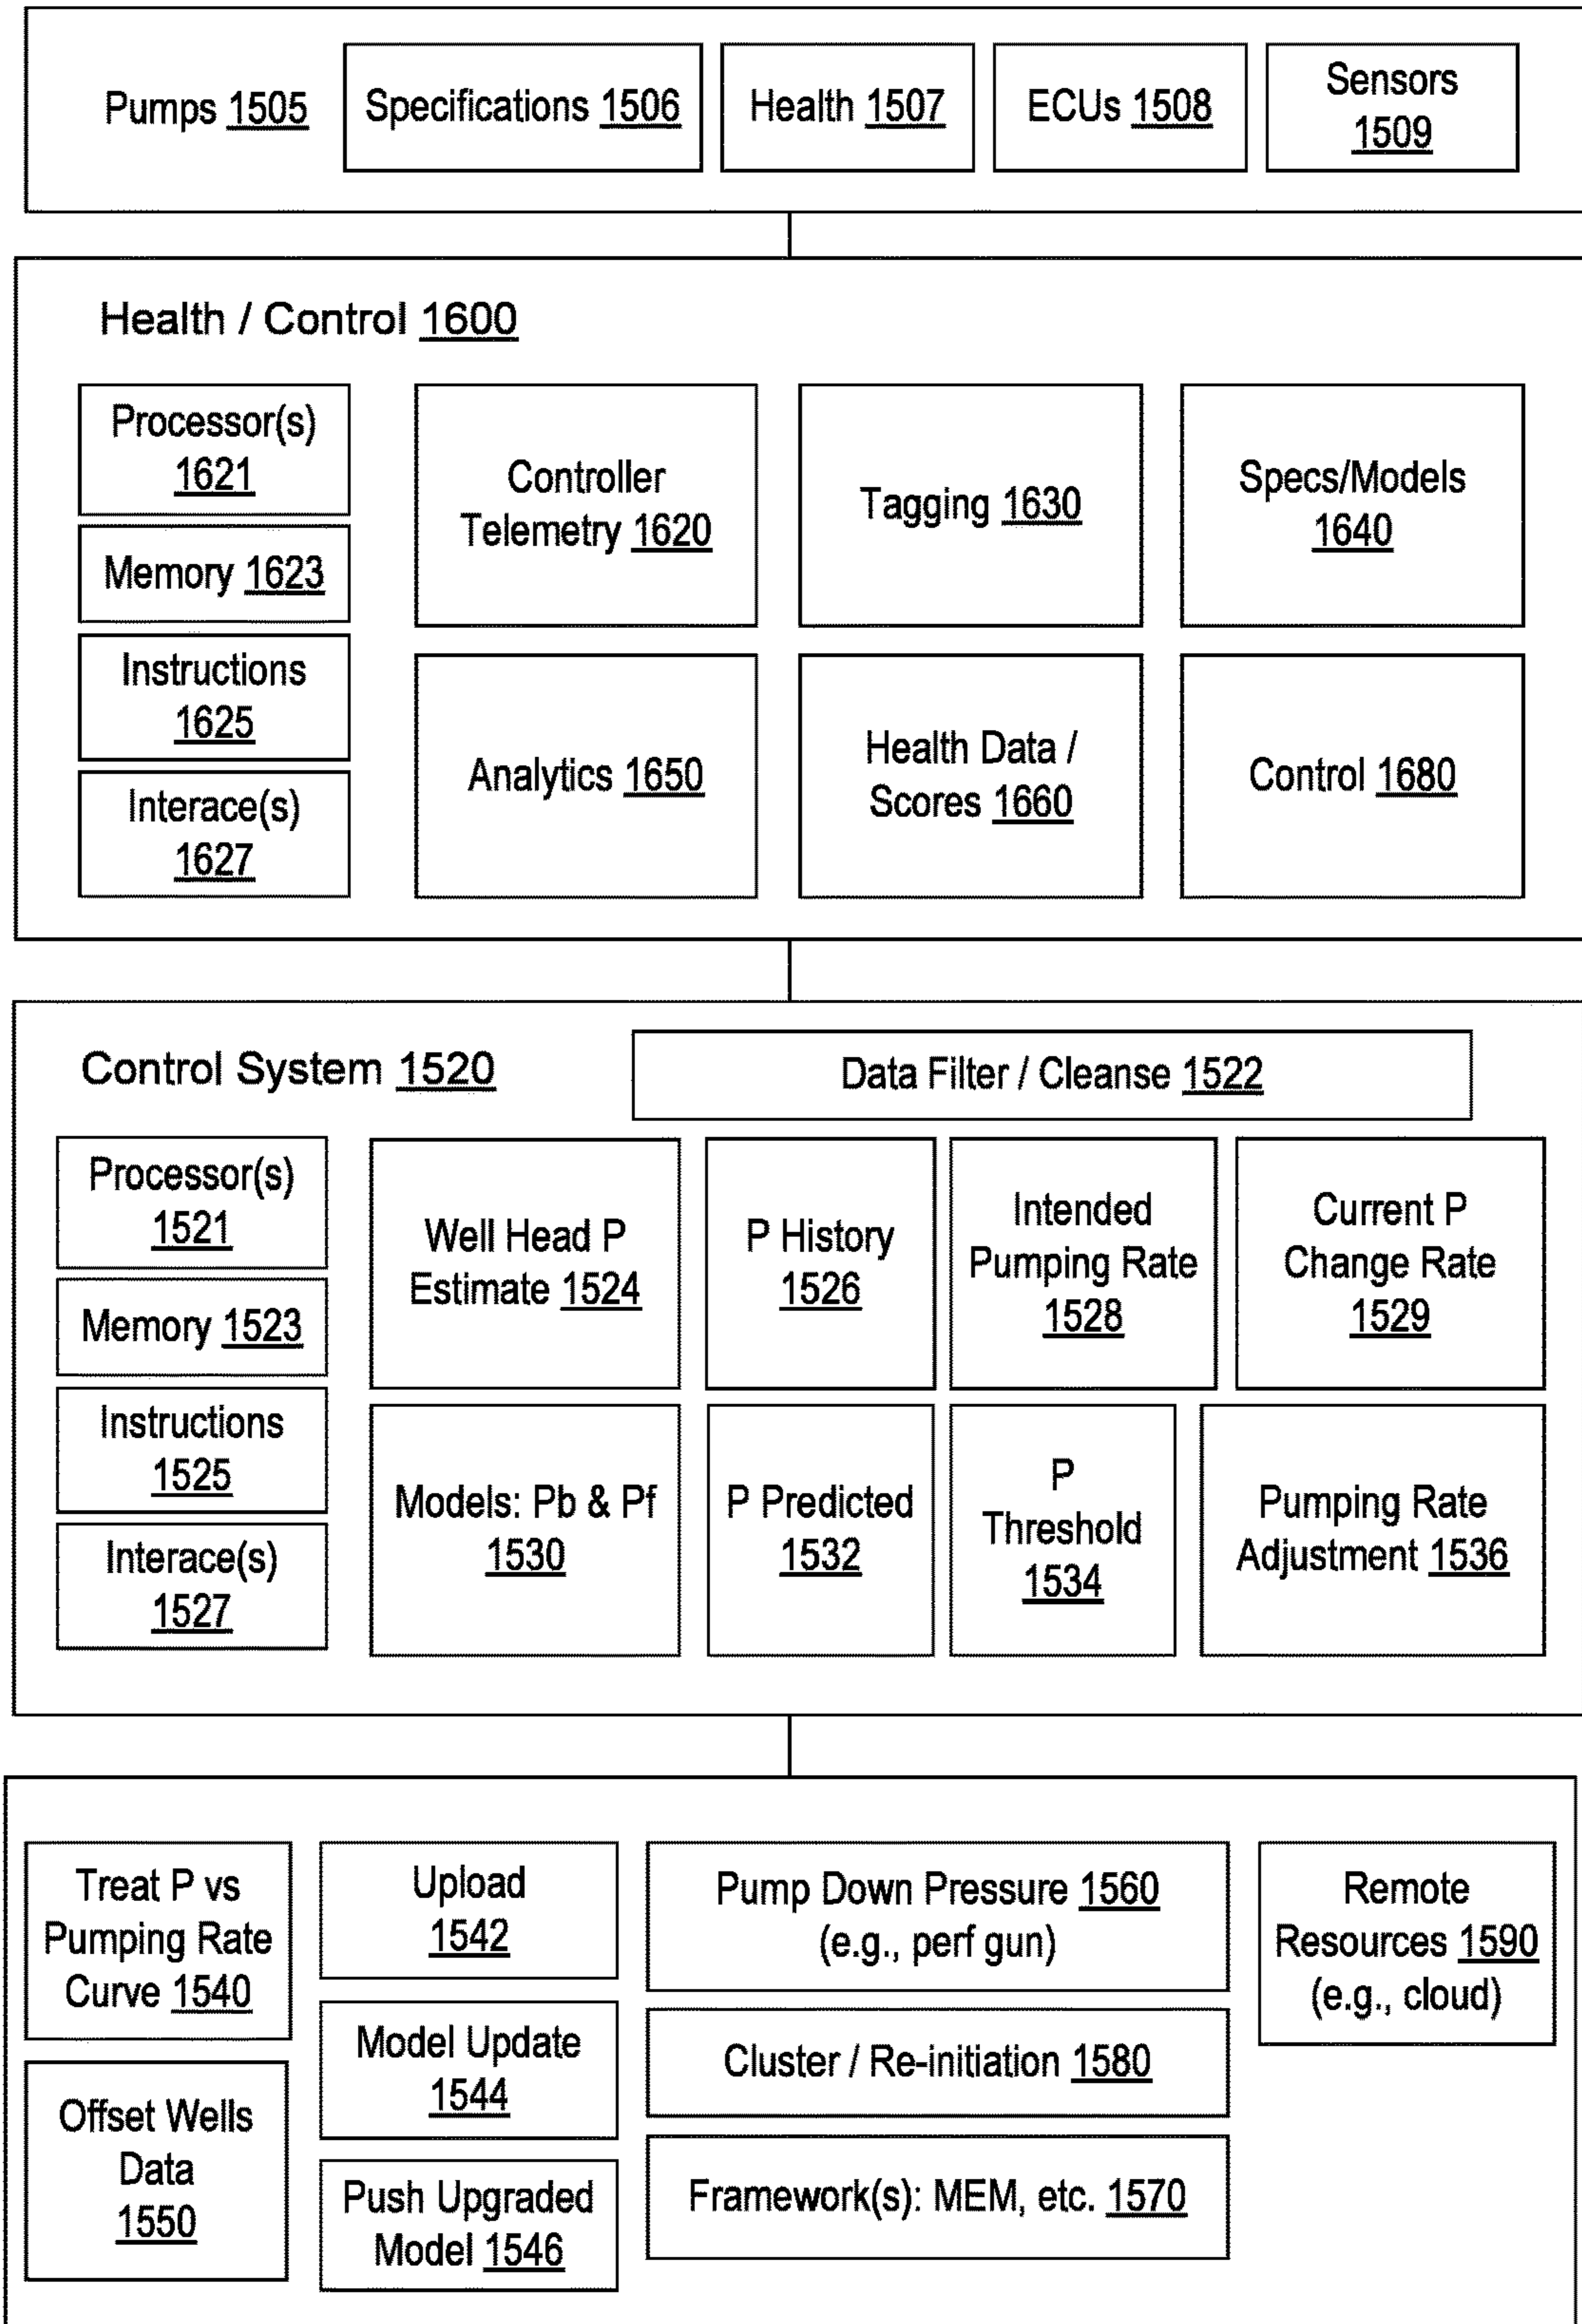 Pumps 1505
Specifications 1506
Health 1507
ECUs 1508
Sensors
1509
Health / Control 1600
Processor(s)
1621
Memory 1623
Instructions
1625
Interace(s)
1627
Controller
Telemetry 1620
Tagging 1630
Specs/Models
1640
Analytics 1650
Health Data /
Scores 1660
Control 1680
Control System 1520
Data Filter / Cleanse 1522
Processor(s)
1521
Memory 1523
Instructions
1525
Interace(s)
1527
Well Head P
Estimate 1524
P History
1526
Intended
Pumping Rate
1528
Current P
Change Rate
1529
Models: Pb & Pf
1530
P Predicted
1532
P
Threshold
1534
Pumping Rate
Adjustment 1536
Treat P vs
Pumping Rate
Curve 1540
Offset Wells
Data
1550
Upload
1542
Model Update
1544
Push Upgraded
Model 1546
Pump Down Pressure 1560
(e.g., perf gun)
Cluster / Re-initiation 1580
Framework(s): MEM, etc. 1570
Remote
Resources 1590
(e.g., cloud)